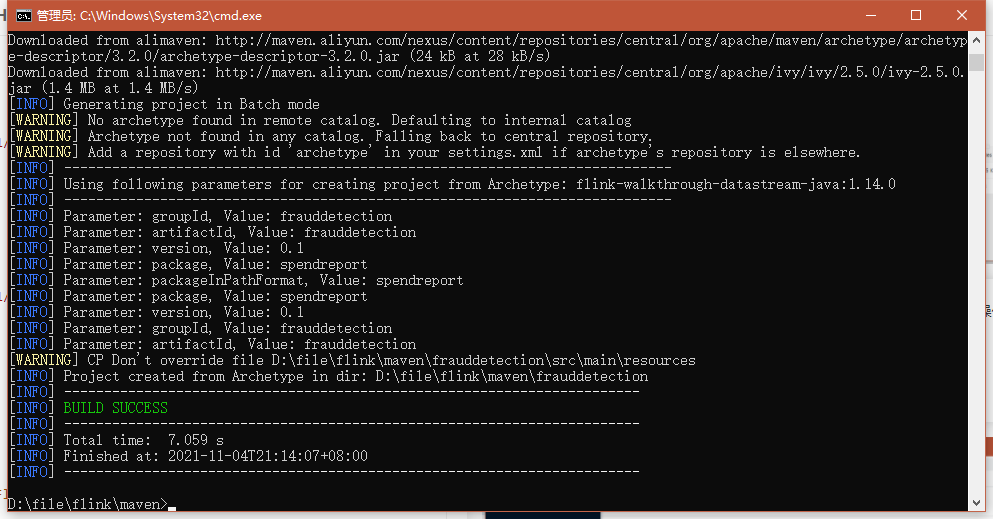 管理员: C:\Windows\System32\cmd.exe
Downloaded from alimaven: http://maven.aliyun.com/nexus/content/repositories/central/org/apache/maven/archetype/archetyp
e-descriptor/3.2.0/archetype-descriptor-3.2.0.jar (24 kB at 28 kB/s)
Downloaded from alimaven: http://maven.aliyun.com/nexus/content/repositories/central/org/apache/ivy/ivy/2.5.0/ivy-2.5.0.
jar (1.4 MB at 1.4 MB/s)
[INFO] Generating project in Batch mode
[WARNING] No archetype found in remote catalog. Defaulting to internal catalog
[WARNING] Archetype not found in any catalog. Falling back to central repository.
[WARNING] Add a repository with id 'archetype' in your settings.xml if archetype's repository is elsewhere.
[INFO] ----------------------------------------------------------------------------
[INFO] Using following parameters for creating project from Archetype: flink-walkthrough-datastream-java:1.14.0
[INFO] ----------------------------------------------------------------------------
[INFO] Parameter: groupId, Value: frauddetection
[INFO] Parameter: artifactId, Value: frauddetection
[INFO] Parameter: version, Value: 0.1
[INFO] Parameter: package, Value: spendreport
[INFO] Parameter: packageInPathFormat, Value: spendreport
[INFO] Parameter: package, Value: spendreport
[INFO] Parameter: version, Value: 0.1
[INFO] Parameter: groupId, Value: frauddetection
[INFO] Parameter: artifactId, Value: frauddetection
[WARNING] CP Don't override file D:\file\flink\maven\frauddetection\src\main\resources
[INFO] Project created from Archetype in dir: D:\file\flink\maven\frauddetection
[INFO] ------------------------------------------------------------------------
[INFO] BUILD SUCCESS
[INFO] ------------------------------------------------------------------------
[INFO] Total time:  7.059 s
[INFO] Finished at: 2021-11-04T21:14:07+08:00
[INFO] ------------------------------------------------------------------------
D:\file\flink\maven>